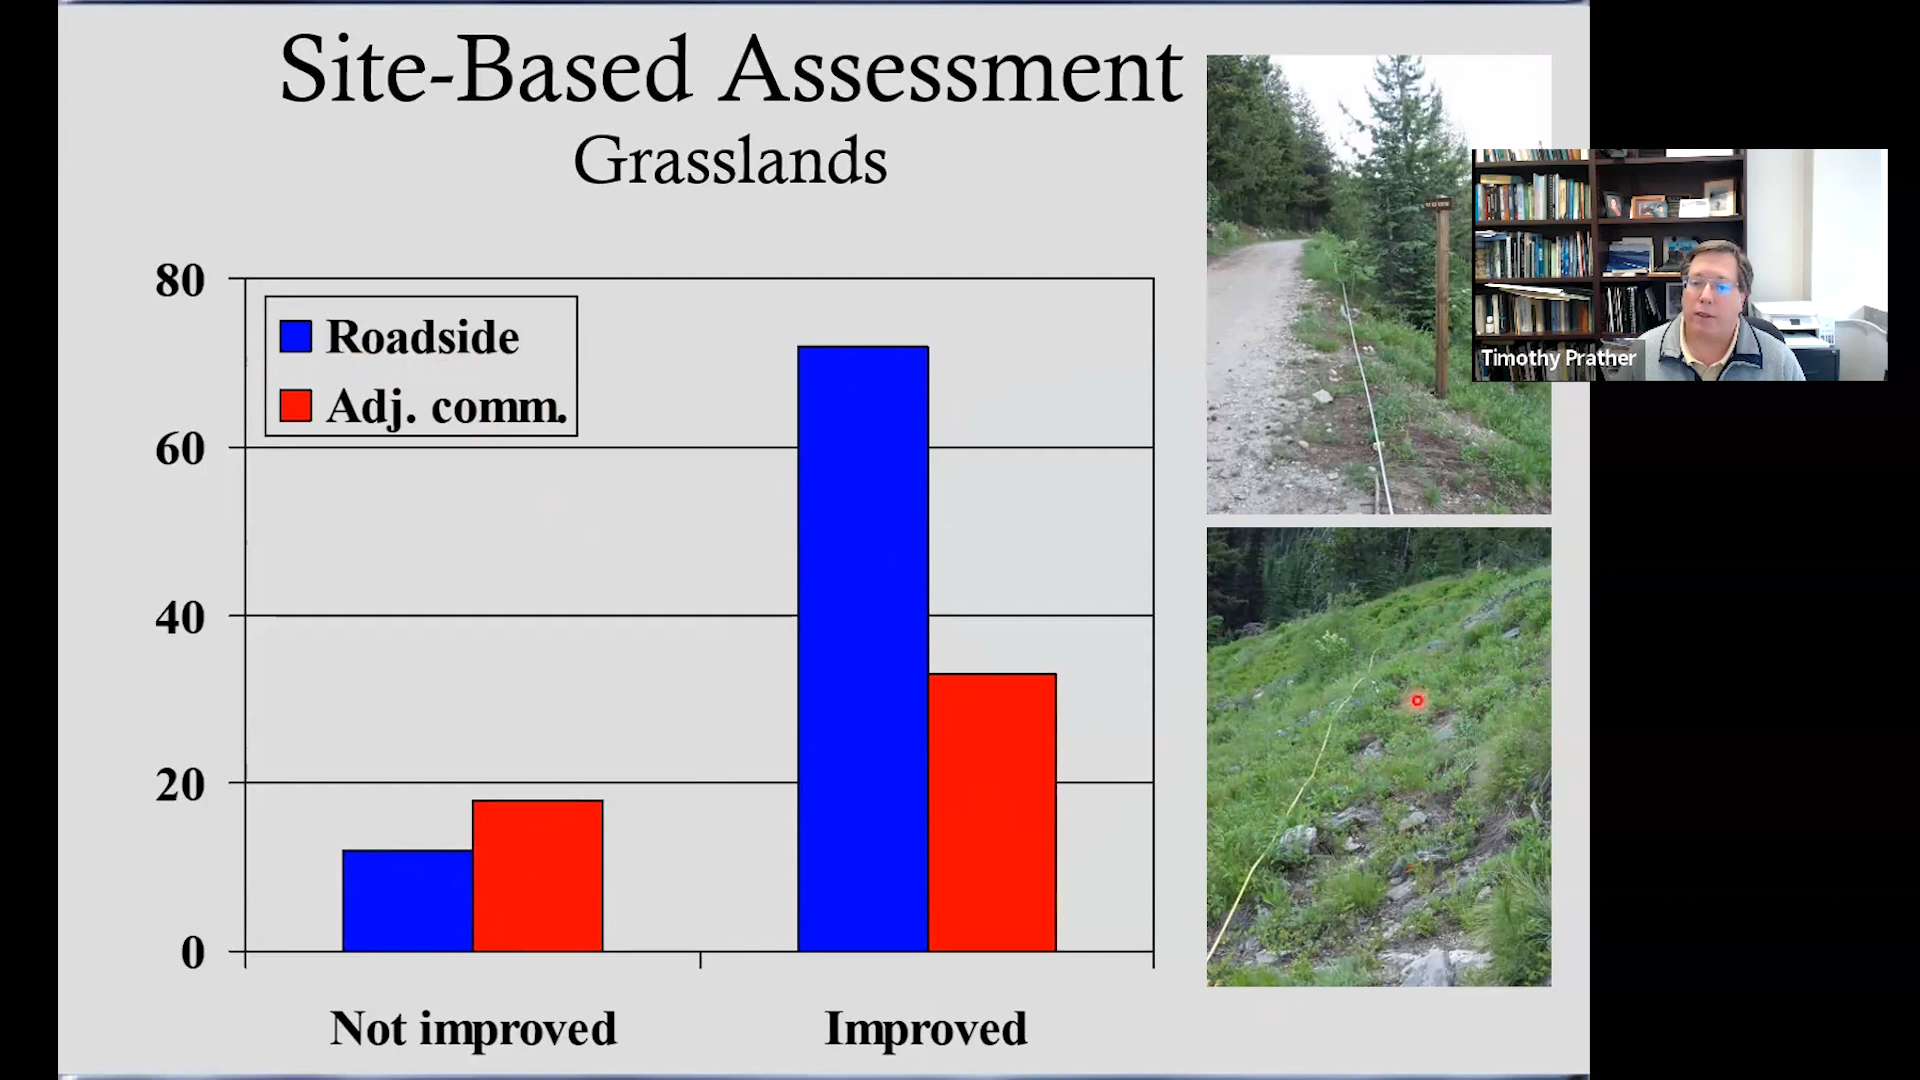 Site-Based Assessment
Grasslands
80
60
40
20
0
Roadside
Adj. comm.
Not improved
Improved
Timothy Prather